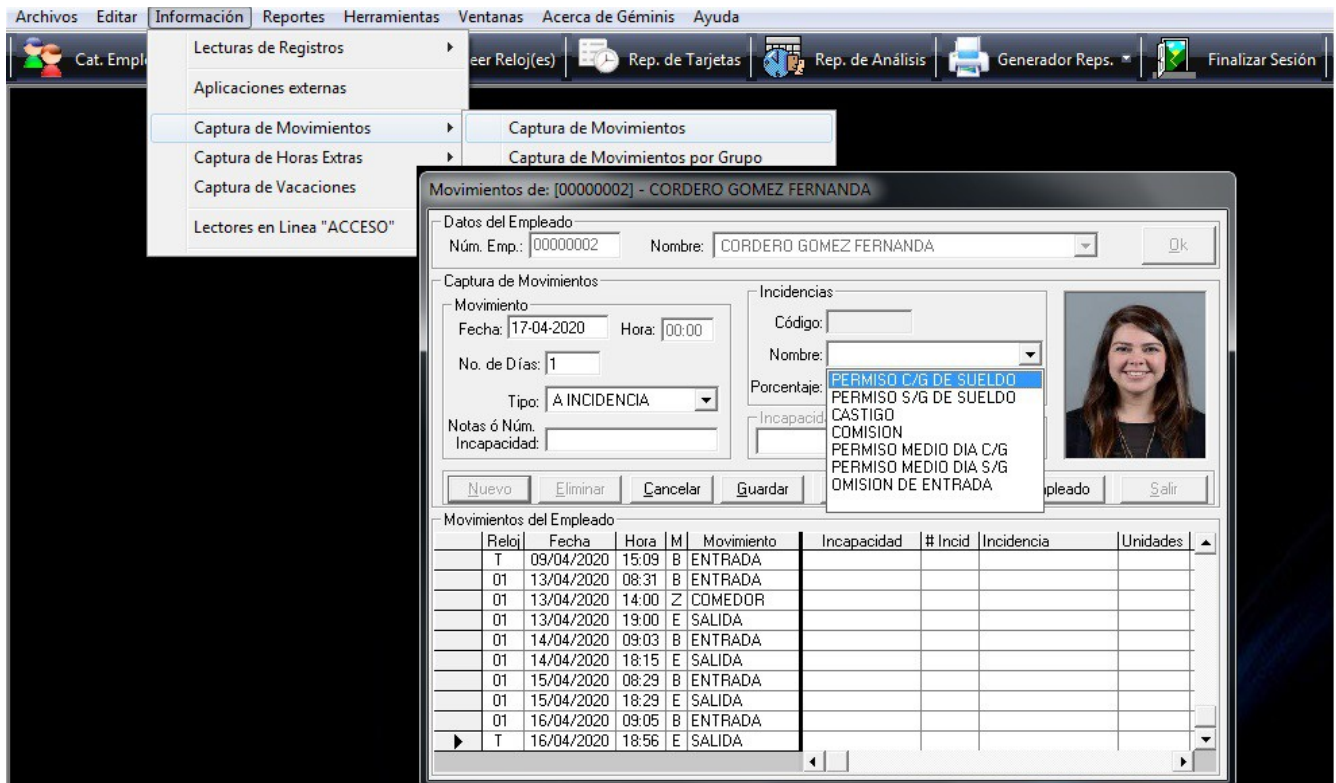 Archivos Editar Información Reportes Herramientas Ventanas Acerca de Géminis Ayuda
Cat. Emple
eer Reloj(es) Rep. de Tarjetas Rep. de Análisis Generador Reps. Finalizar Sesión
Lecturas de Registros
Aplicaciones externas
Captura de Movimientos
Captura de Horas Extras
Captura de Vacaciones
Lectores en Linea "ACCESO"
Captura de Movimientos
Captura de Movimientos por Grupo
Movimientos de: [00000002] - CORDERO GOMEZ FERNANDA
Datos del Empleado
Núm. Emp.: 00000002 Nombre: CORDERO GOMEZ FERNANDA Ok
Captura de Movimientos
Movimiento
Fecha: 17-04-2020 Hora: 00:00
No. de Días: 1
Tipo: A INCIDENCIA
Notas ó Núm.
Incapacidad:
Incidencias
Código:
Nombre:
Porcentaje:
PERMISO C/G DE SUELDO
PERMISO S/G DE SUELDO
CASTIGO
COMISION
PERMISO MEDIO DIA C/G
PERMISO MEDIO DIA S/G
OMISION DE ENTRADA
Incapacid
Nuevo Eliminar Cancelar Guardar pleado Salir
Movimientos del Empleado
Reloj Fecha Hora M Movimiento Incapacidad # Incid Incidencia Unidades
T 09/04/2020 15:09 B ENTRADA
01 13/04/2020 08:31 B ENTRADA
01 13/04/2020 14:00 Z COMEDOR
01 13/04/2020 19:00 E SALIDA
01 14/04/2020 09:03 B ENTRADA
01 14/04/2020 18:15 E SALIDA
01 15/04/2020 08:29 B ENTRADA
01 15/04/2020 18:29 E SALIDA
01 16/04/2020 09:05 B ENTRADA
T 16/04/2020 18:56 E SALIDA